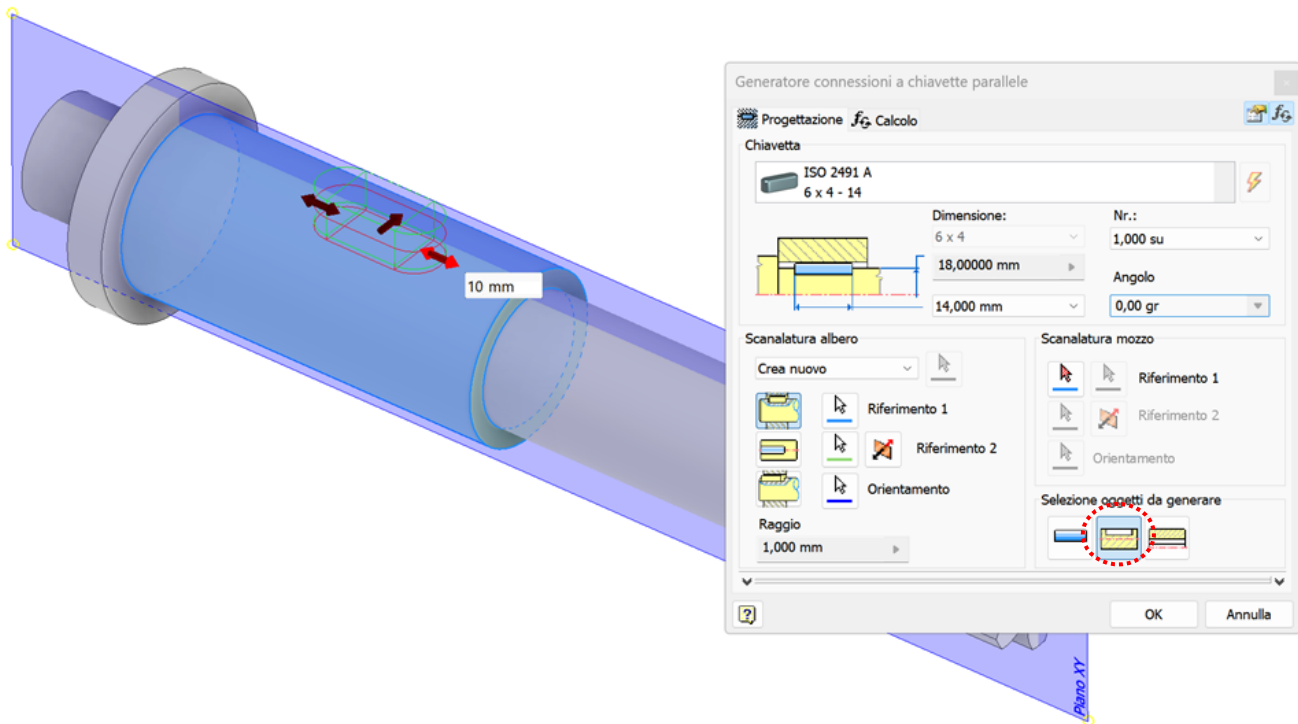 Generatore connessioni a chiavette parallele
Progettazione
Calcolo
Chiavetta
ISO 2491 A
6 x 4 - 14
Dimensione:
Nr.:
6 x 4
1,000 su
18,00000 mm
Angolo
14,000 mm
0,00 gr
10 mm
Scanalatura albero
Scanalatura mozzo
Crea nuovo
Riferimento 1
Riferimento 1
Riferimento 2
Riferimento 2
Orientamento
Orientamento
Selezione oggetti da generare
Raggio
1,000 mm
OK
Annulla
Piano XY